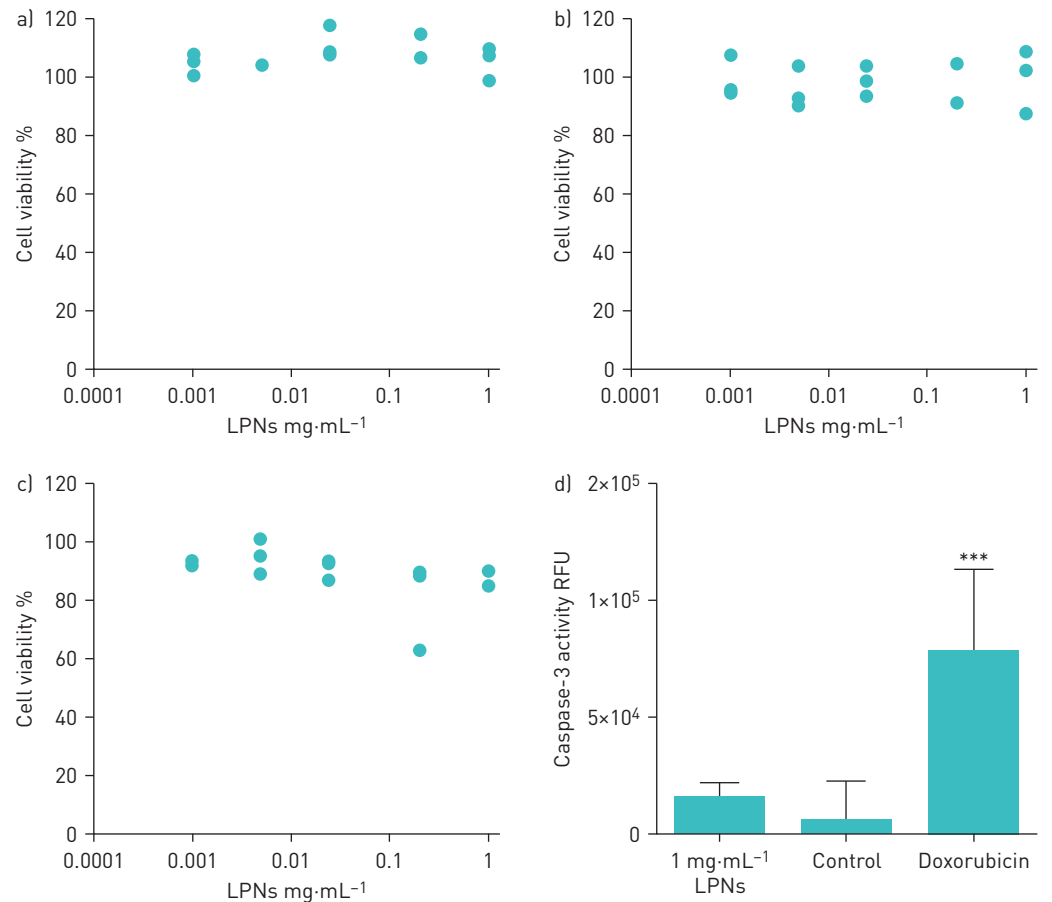 a)
120
100
80
60
40
20
0
Cell viability %
0.0001 0.001 0.01 0.1 1
LPNs mg·mL⁻¹
b)
120
100
80
60
40
20
0
Cell viability %
0.0001 0.001 0.01 0.1 1
LPNs mg·mL⁻¹
c)
120
100
80
60
40
20
0
Cell viability %
0.0001 0.001 0.01 0.1 1
LPNs mg·mL⁻¹
d)
2×10⁵
1×10⁵
5×10⁴
0
Caspase-3 activity RFU
***
1 mg·mL⁻¹ Control Doxorubicin
LPNs